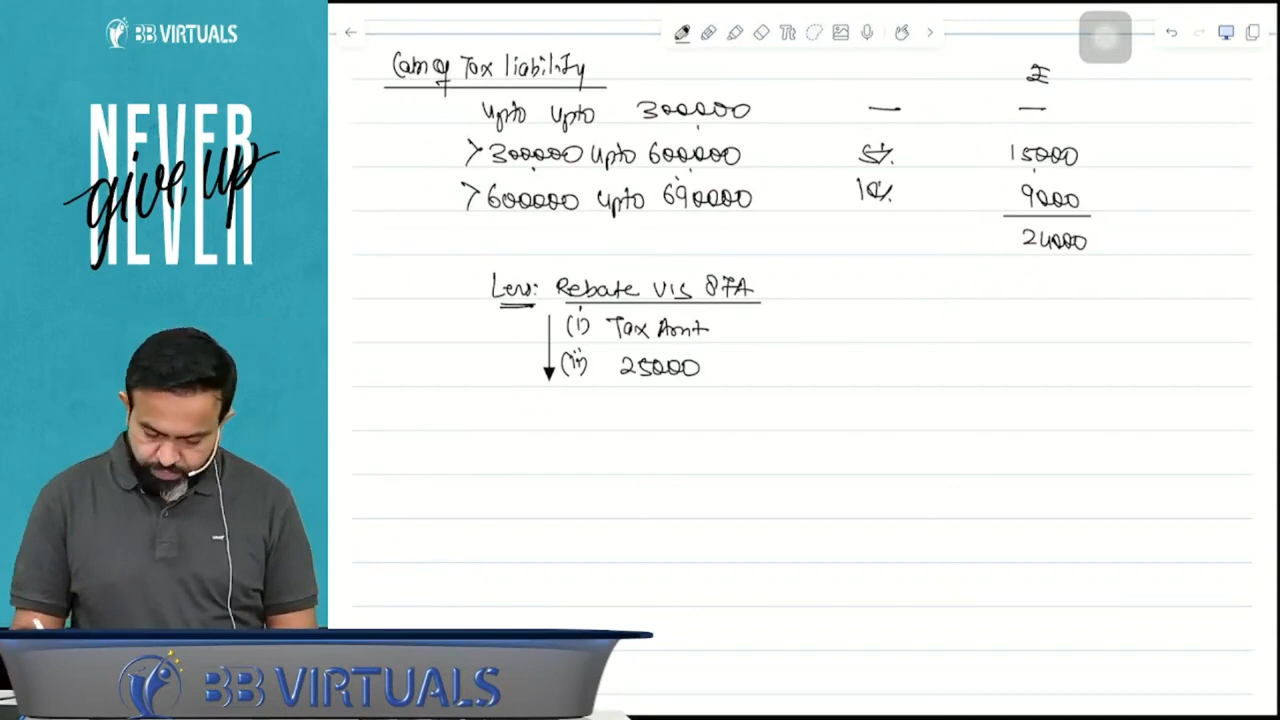 BB VIRTUALS
NEVER
give up
NEVER
Com of Tax liability
₹
upto upto 300000 — —
>300000 upto 600000 5% 15000
>600000 upto 690000 10% 9000
24000
Less: Rebate u/s 87A
(i) Tax Amt
(ii) 25000
BB VIRTUALS